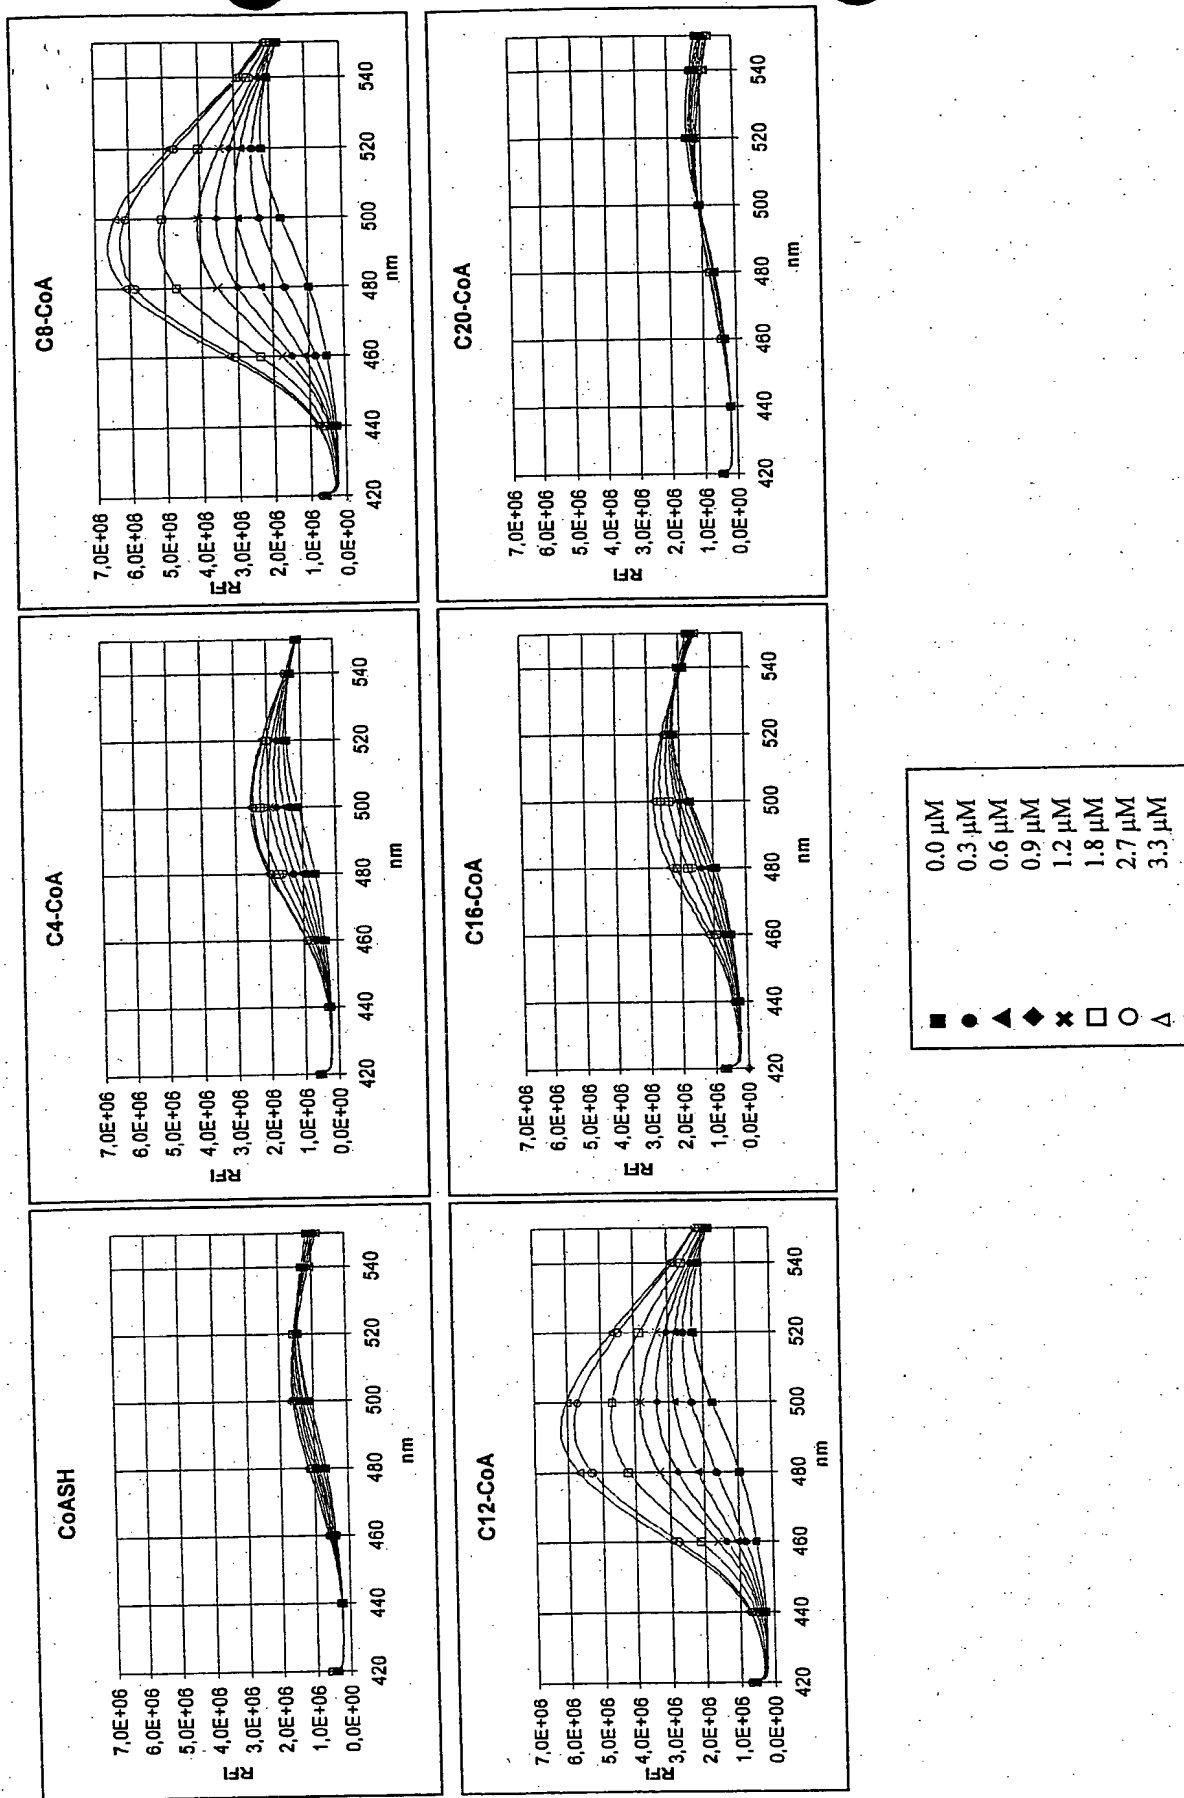 CoASH
7,0E+06
6,0E+06
5,0E+06
4,0E+06
3,0E+06
2,0E+06
1,0E+06
0,0E+00
RFI
420
440
460
480
500
520
540
nm
C4-CoA
7,0E+06
6,0E+06
5,0E+06
4,0E+06
3,0E+06
2,0E+06
1,0E+06
0,0E+00
RFI
420
440
460
480
500
520
540
nm
C8-CoA
7,0E+06
6,0E+06
5,0E+06
4,0E+06
3,0E+06
2,0E+06
1,0E+06
0,0E+00
RFI
420
440
460
480
500
520
540
nm
C12-CoA
7,0E+06
6,0E+06
5,0E+06
4,0E+06
3,0E+06
2,0E+06
1,0E+06
0,0E+00
RFI
420
440
460
480
500
520
540
nm
C16-CoA
7,0E+06
6,0E+06
5,0E+06
4,0E+06
3,0E+06
2,0E+06
1,0E+06
0,0E+00
RFI
420
440
460
480
500
520
540
nm
C20-CoA
7,0E+06
6,0E+06
5,0E+06
4,0E+06
3,0E+06
2,0E+06
1,0E+06
0,0E+00
RFI
420
440
460
480
500
520
540
nm
0.0 µM
0.3 µM
0.6 µM
0.9 µM
1.2 µM
1.8 µM
2.7 µM
3.3 µM